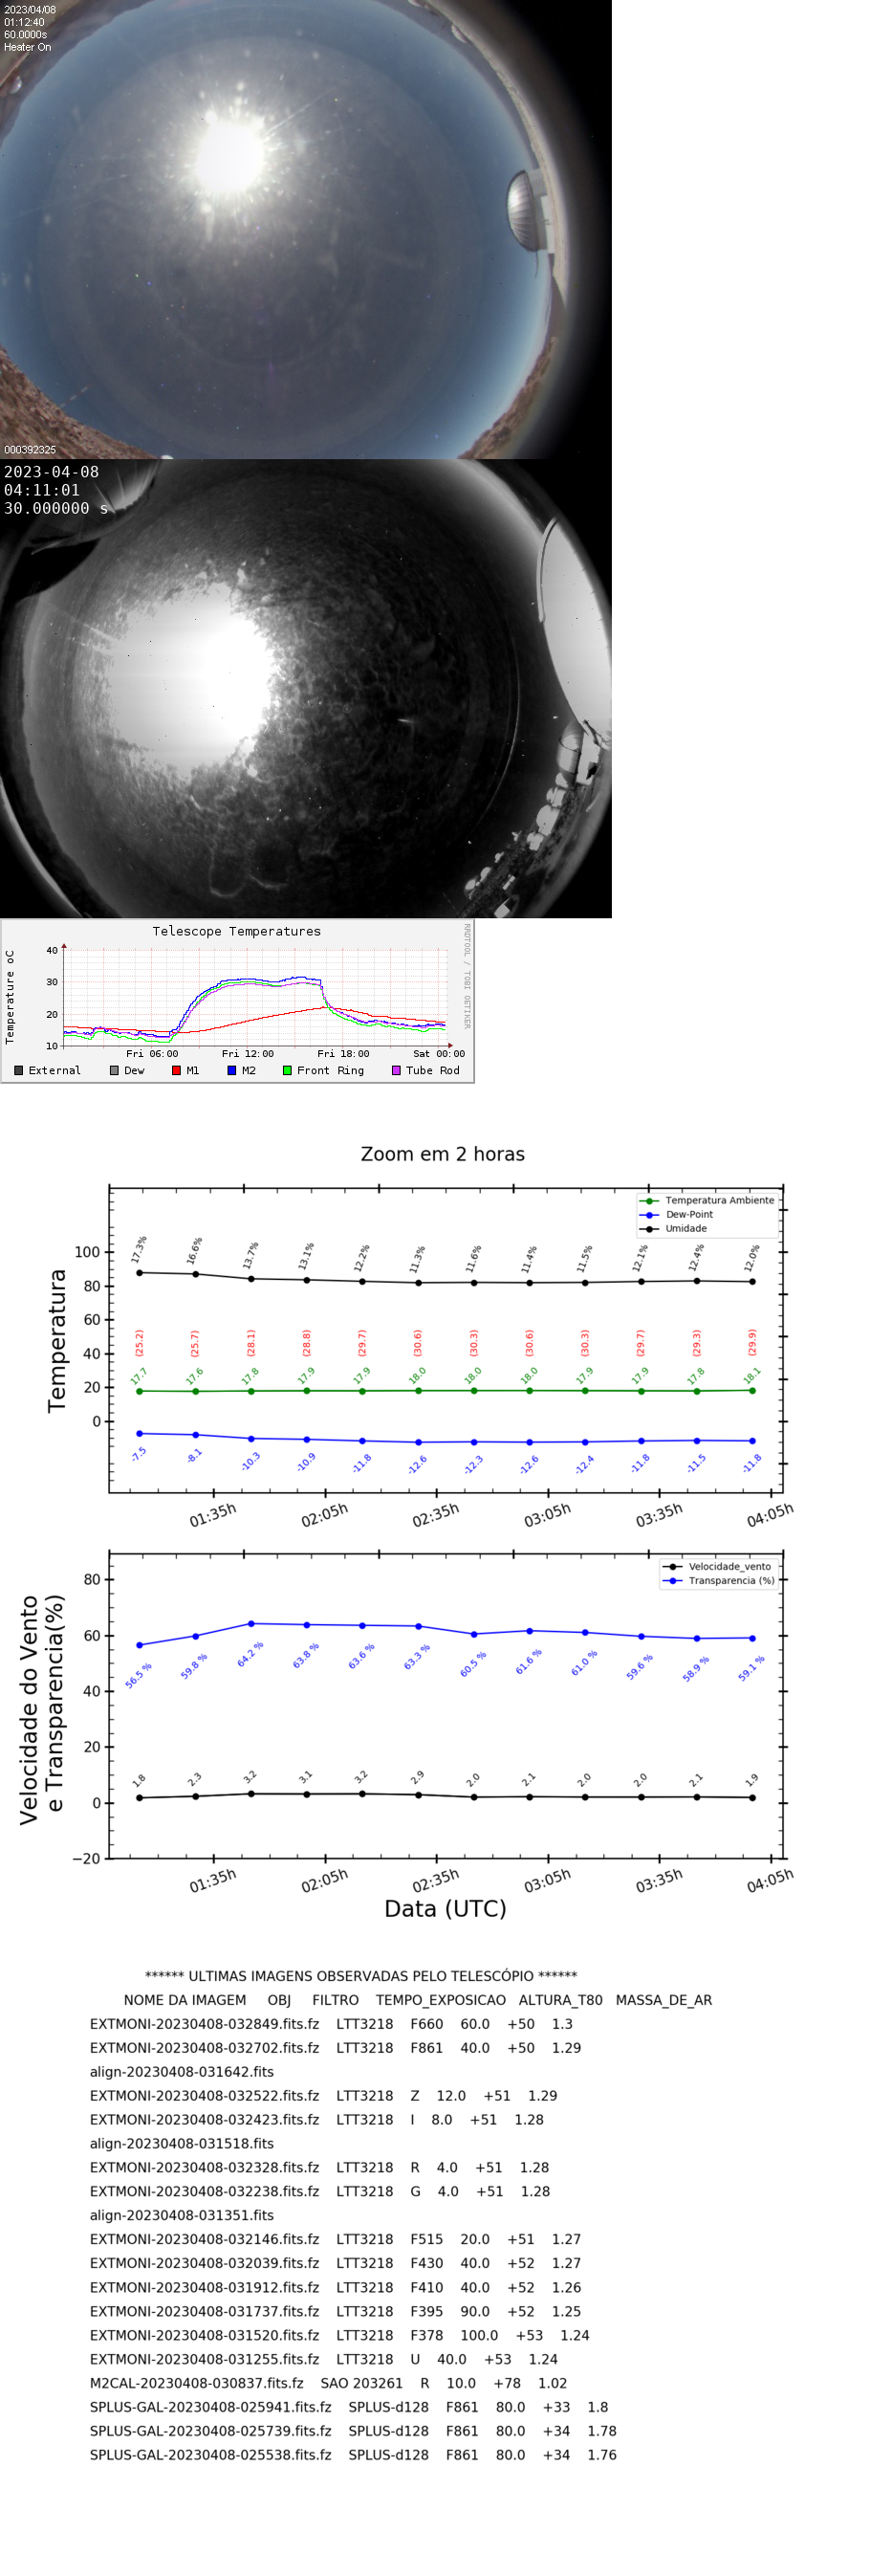 2023/04/08
01:12:40
60.0000s
Heater On
000392325
2023-04-08
04:11:01
30.000000 s
Telescope Temperatures
RRDTOOL / TOBI OETIKER
Temperature oC
40
30
20
10
Fri 06:00 Fri 12:00 Fri 18:00 Sat 00:00
External Dew M1 M2 Front Ring Tube Rod
Zoom em 2 horas
Temperatura Ambiente
Dew-Point
Umidade
Temperatura
100
80
60
40
20
0
17.3% 16.6% 13.7% 13.1% 12.2% 11.3% 11.6% 11.4% 11.5% 12.1% 12.4% 12.0%
(25.2) (25.7) (28.1) (28.8) (29.7) (30.6) (30.3) (30.6) (30.3) (29.7) (29.3) (29.9)
17.7 17.6 17.8 17.9 17.9 18.0 18.0 18.0 17.9 17.9 17.8 18.1
-7.5 -8.1 -10.3 -10.9 -11.8 -12.6 -12.3 -12.6 -12.4 -11.8 -11.5 -11.8
01:35h 02:05h 02:35h 03:05h 03:35h 04:05h
Velocidade_vento
Transparencia (%)
Velocidade do Vento
e Transparencia(%)
80
60
40
20
0
−20
56.5 % 59.8 % 64.2 % 63.8 % 63.6 % 63.3 % 60.5 % 61.6 % 61.0 % 59.6 % 58.9 % 59.1 %
1.8 2.3 3.2 3.1 3.2 2.9 2.0 2.1 2.0 2.0 2.1 1.9
01:35h 02:05h 02:35h 03:05h 03:35h 04:05h
Data (UTC)
****** ULTIMAS IMAGENS OBSERVADAS PELO TELESCÓPIO ******
NOME DA IMAGEM OBJ FILTRO TEMPO_EXPOSICAO ALTURA_T80 MASSA_DE_AR
EXTMONI-20230408-032849.fits.fz LTT3218 F660 60.0 +50 1.3
EXTMONI-20230408-032702.fits.fz LTT3218 F861 40.0 +50 1.29
align-20230408-031642.fits
EXTMONI-20230408-032522.fits.fz LTT3218 Z 12.0 +51 1.29
EXTMONI-20230408-032423.fits.fz LTT3218 I 8.0 +51 1.28
align-20230408-031518.fits
EXTMONI-20230408-032328.fits.fz LTT3218 R 4.0 +51 1.28
EXTMONI-20230408-032238.fits.fz LTT3218 G 4.0 +51 1.28
align-20230408-031351.fits
EXTMONI-20230408-032146.fits.fz LTT3218 F515 20.0 +51 1.27
EXTMONI-20230408-032039.fits.fz LTT3218 F430 40.0 +52 1.27
EXTMONI-20230408-031912.fits.fz LTT3218 F410 40.0 +52 1.26
EXTMONI-20230408-031737.fits.fz LTT3218 F395 90.0 +52 1.25
EXTMONI-20230408-031520.fits.fz LTT3218 F378 100.0 +53 1.24
EXTMONI-20230408-031255.fits.fz LTT3218 U 40.0 +53 1.24
M2CAL-20230408-030837.fits.fz SAO 203261 R 10.0 +78 1.02
SPLUS-GAL-20230408-025941.fits.fz SPLUS-d128 F861 80.0 +33 1.8
SPLUS-GAL-20230408-025739.fits.fz SPLUS-d128 F861 80.0 +34 1.78
SPLUS-GAL-20230408-025538.fits.fz SPLUS-d128 F861 80.0 +34 1.76